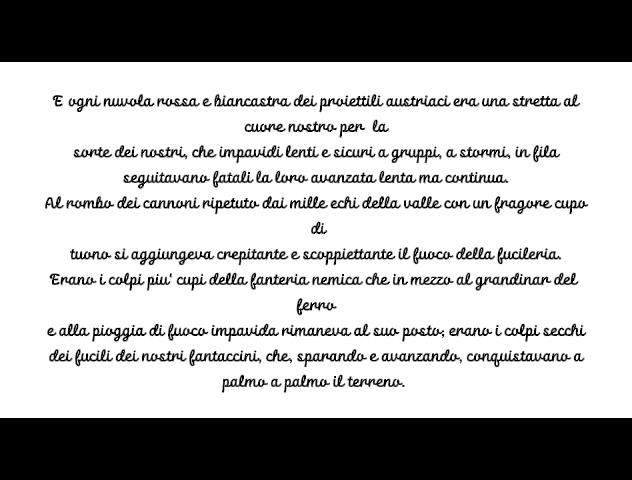 E ogni nuvola rossa e biancastra dei proiettili austriaci era una stretta al
cuore nostro per la
sorte dei nostri, che impavidi lenti e sicuri a gruppi, a stormi, in fila
seguitavano fatali la loro avanzata lenta ma continua.
Al rombo dei cannoni ripetuto dai mille echi della valle con un fragore cupo
di
tuono si aggiungeva crepitante e scoppiettante il fuoco della fucileria.
Erano i colpi piu' cupi della fanteria nemica che in mezzo al grandinar del
ferro
e alla pioggia di fuoco impavida rimaneva al suo posto; erano i colpi secchi
dei fucili dei nostri fantaccini, che, sparando e avanzando, conquistavano a
palmo a palmo il terreno.